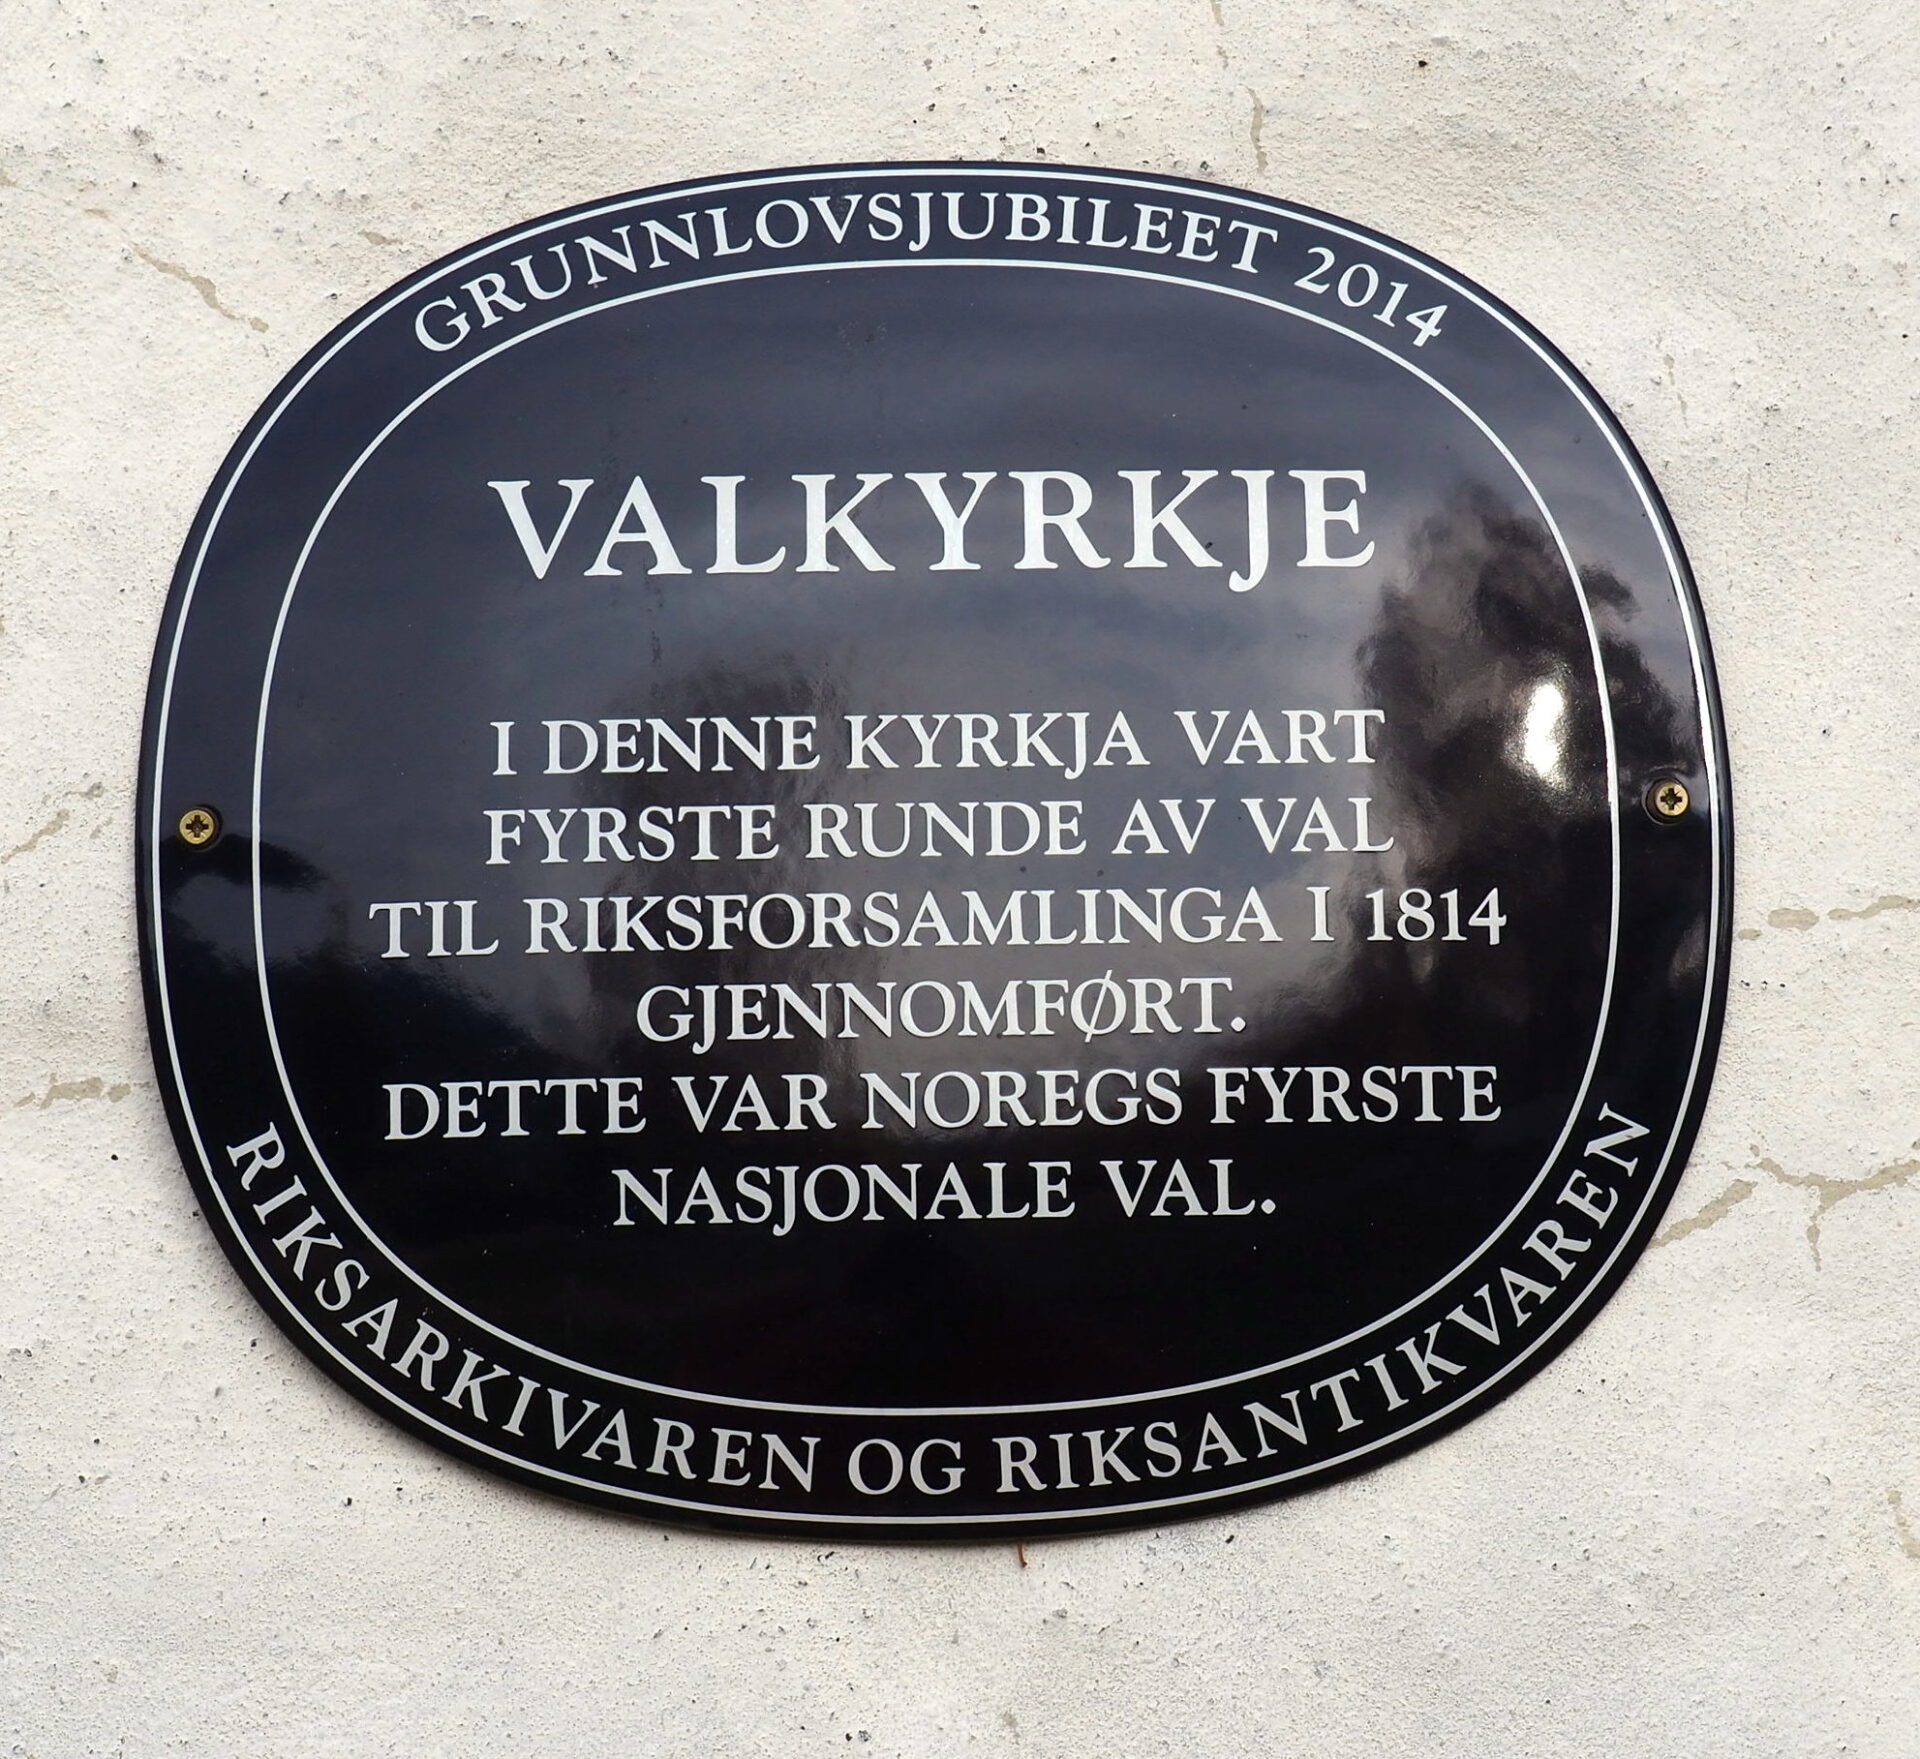 GRUNNLOVSJUBILEET 2014
VALKYRKJE
I DENNE KYRKJA VART
FYRSTE RUNDE AV VAL
TIL RIKSFORSAMLINGA I 1814
GJENNOMFØRT.
DETTE VAR NOREGS FYRSTE
NASJONALE VAL.
RIKSARKIVAREN OG RIKSANTIKVAREN